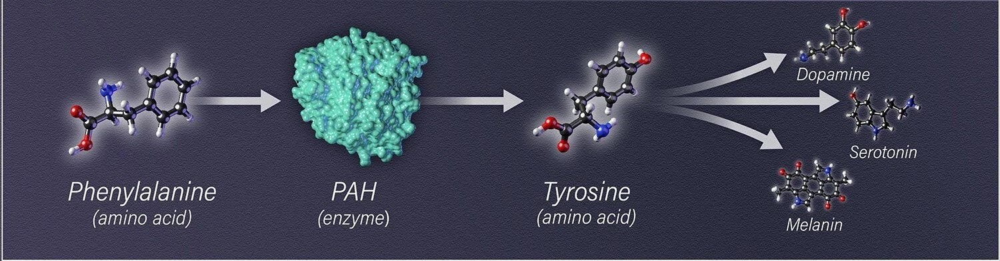 Phenylalanine
(amino acid)
PAH
(enzyme)
Tyrosine
(amino acid)
Dopamine
Serotonin
Melanin